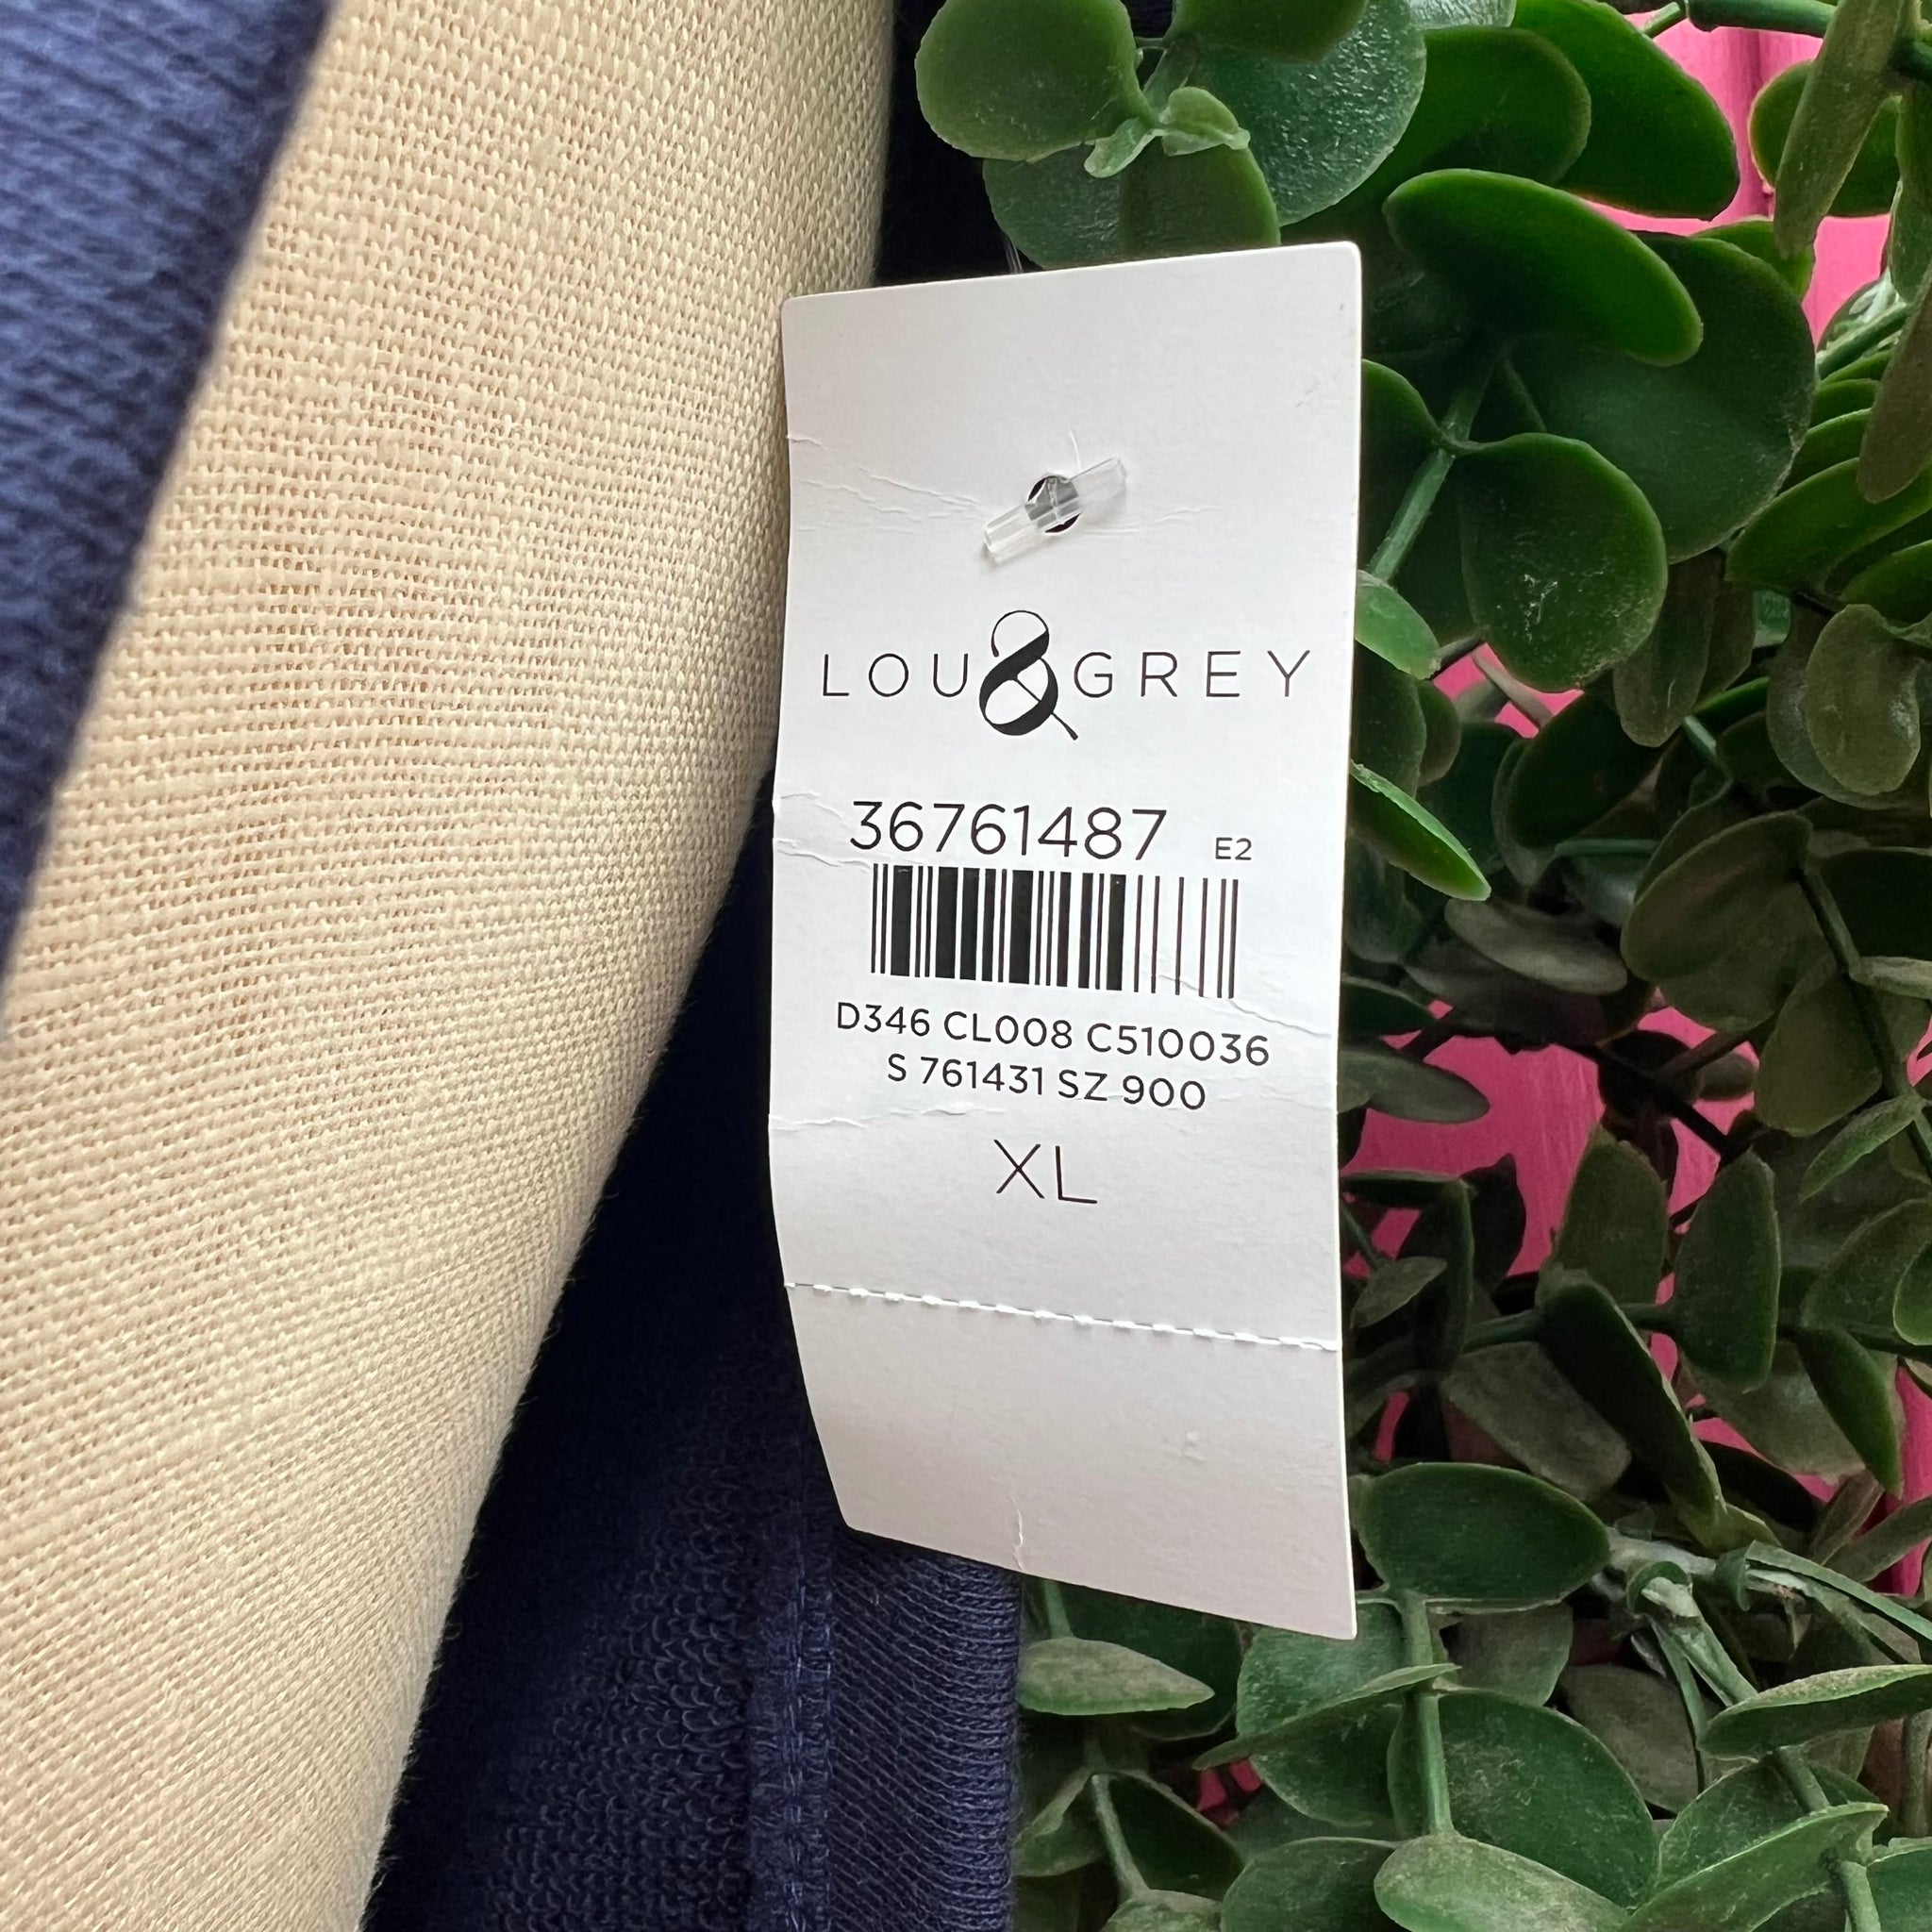 LOU&GREY
36761487 E2
D346 CL008 C510036
S 761431 SZ 900
XL